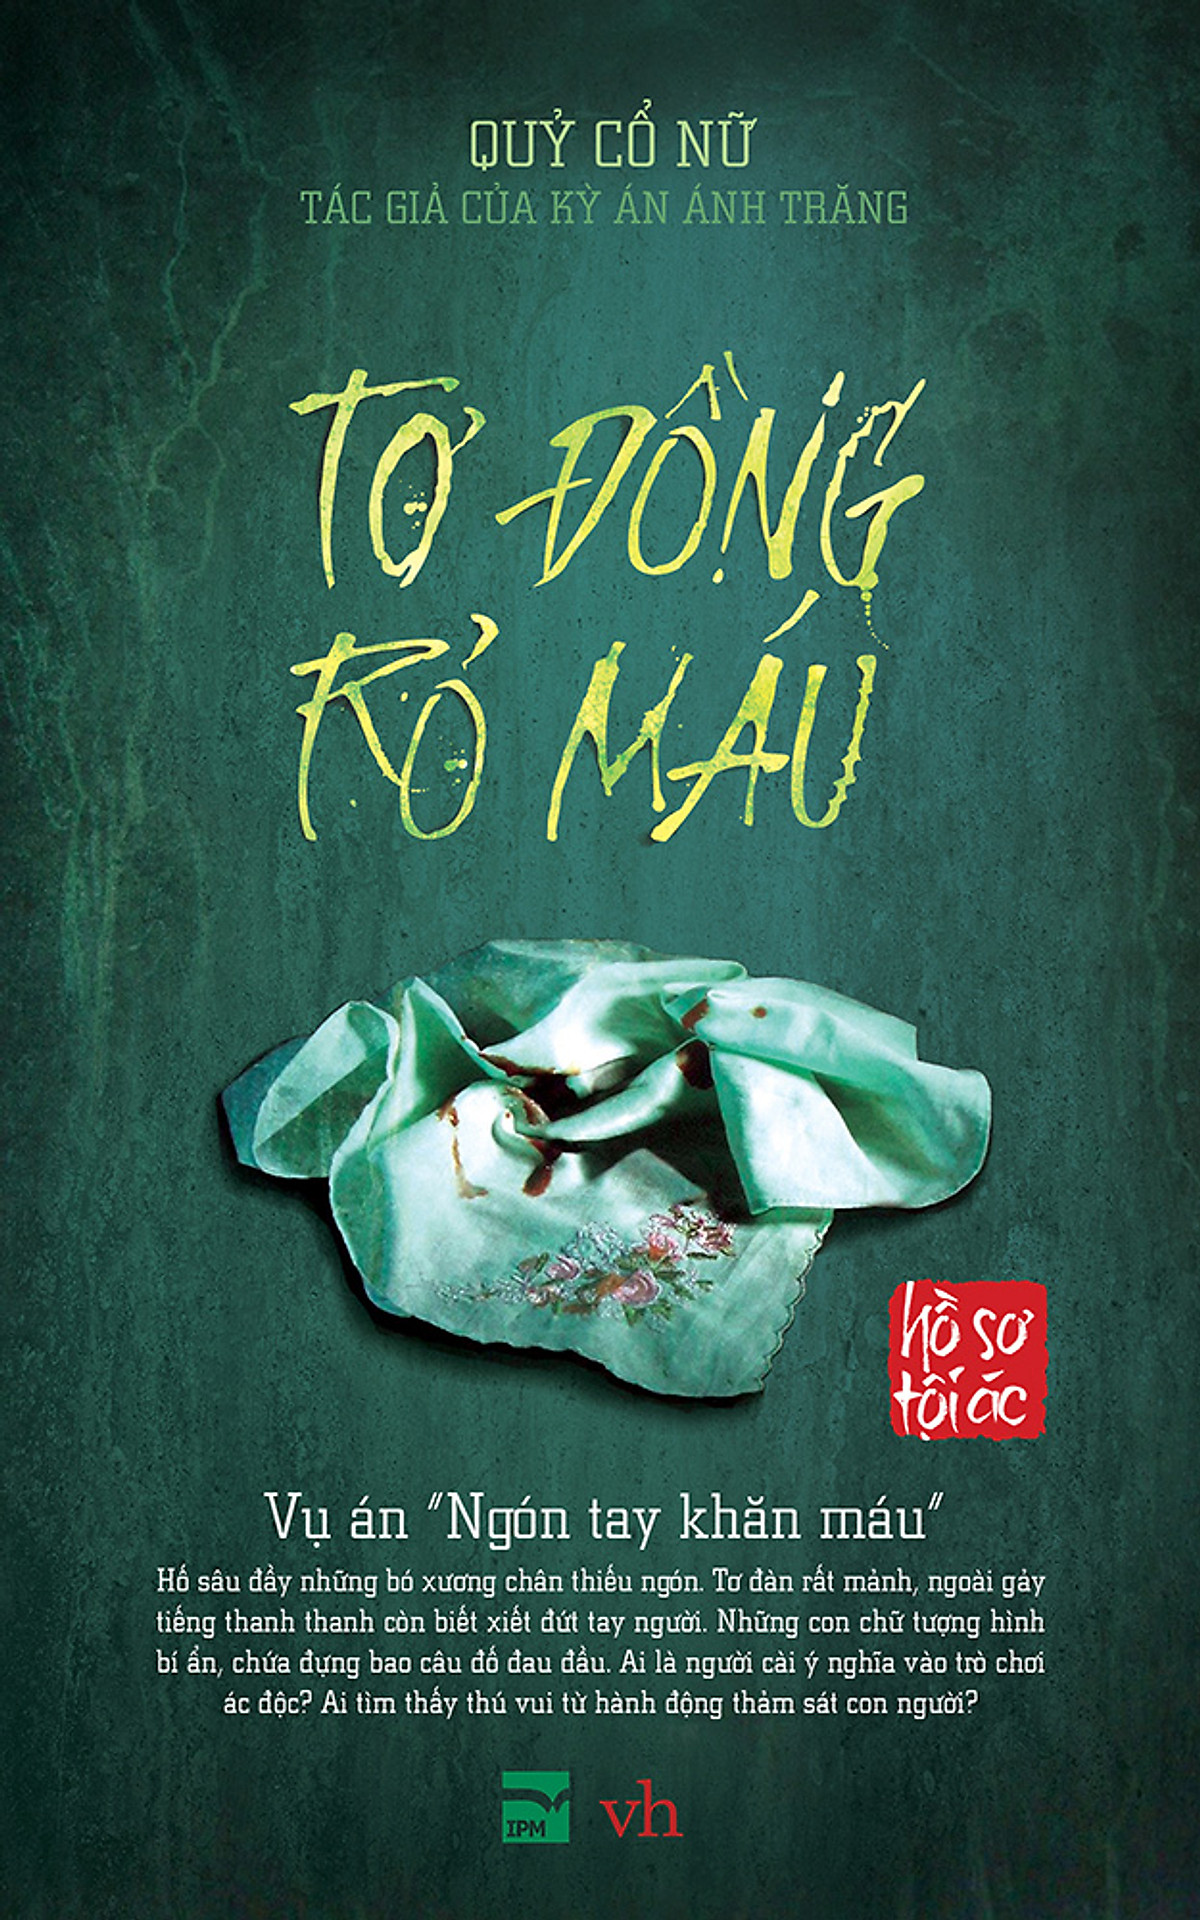 QUỶ CỔ NỮ
TÁC GIẢ CỦA KỲ ÁN ÁNH TRĂNG
TƠ ĐỒNG
RỎ MÁU
hồ sơ
tội ác
Vụ án "Ngón tay khăn máu"
Hố sâu đầy những bó xương chân thiếu ngón. Tơ đàn rất mảnh, ngoài gảy
tiếng thanh thanh còn biết xiết đứt tay người. Những con chữ tượng hình
bí ẩn, chứa đựng bao câu đố đau đầu. Ai là người cài ý nghĩa vào trò chơi
ác độc? Ai tìm thấy thú vui từ hành động thảm sát con người?
IPM
vh